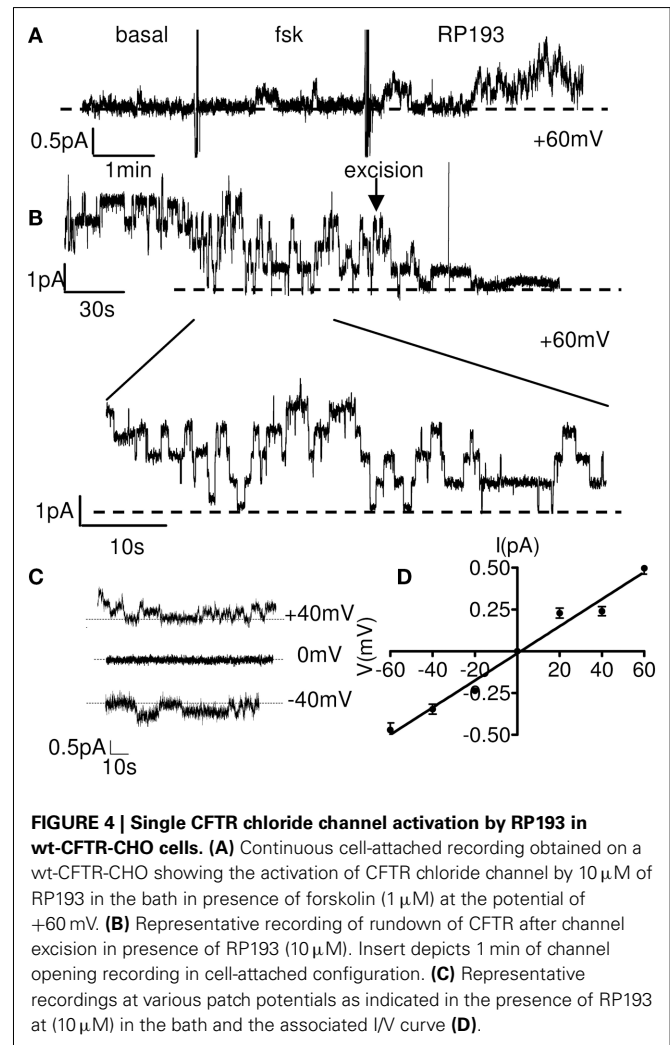 A
basal fsk RP193
0.5pA
1min
+60mV
excision
B
1pA
30s
+60mV
1pA
10s
C
+40mV
0mV
-40mV
0.5pA
10s
D
I(pA)
V(mV)
0.50
0.25
-60 -40 -20 0 20 40 60
-0.25
-0.50
FIGURE 4 | Single CFTR chloride channel activation by RP193 in
wt-CFTR-CHO cells. (A) Continuous cell-attached recording obtained on a
wt-CFTR-CHO showing the activation of CFTR chloride channel by 10 μM of
RP193 in the bath in presence of forskolin (1 μM) at the potential of
+60 mV. (B) Representative recording of rundown of CFTR after channel
excision in presence of RP193 (10 μM). Insert depicts 1 min of channel
opening recording in cell-attached configuration. (C) Representative
recordings at various patch potentials as indicated in the presence of RP193
at (10 μM) in the bath and the associated I/V curve (D).